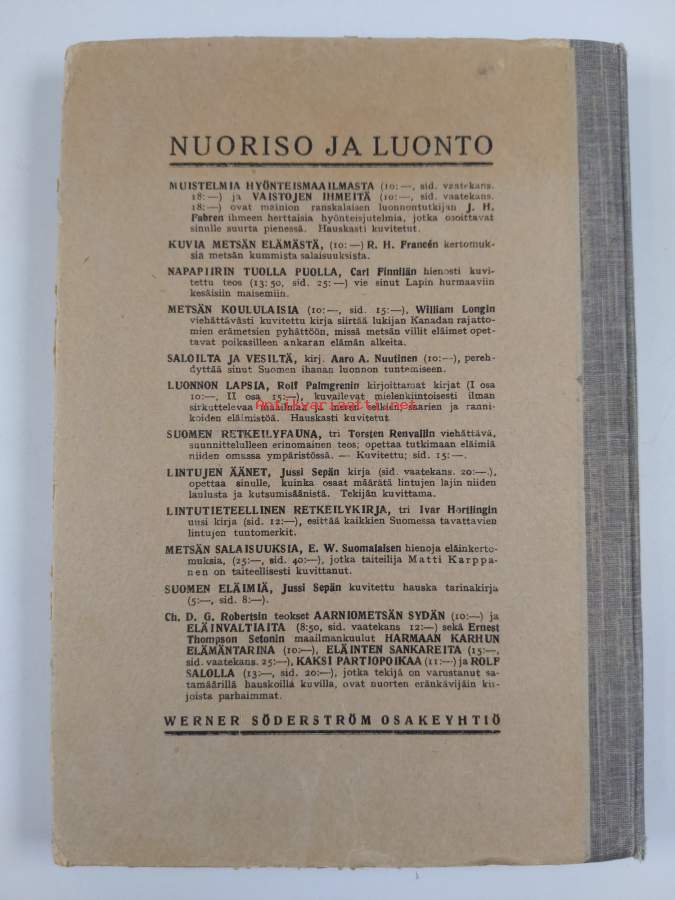 NUORISO JA LUONTO
MUISTELMIA HYÖNTEISMAAILMASTA (10:—, sid. vaatekans.
18:—) ja VAISTOJEN IHMEITÄ (10:—, sid. vaatekans.
18:—) ovat mainion ranskalaisen luonnontutkijan J. H.
Fabren ihmeen herttaisia hyönteisjutelmia, jotka osoittavat
sinulle suurta pienessä. Hauskasti kuvitetut.
KUVIA METSÄN ELÄMÄSTÄ, (10:—) R. H. Francén kertomuk-
sia metsän kummista salaisuuksista.
NAPAPIIRIN TUOLLA PUOLLA, Carl Finnilän hienosti kuvi-
tettu teos (13:50, sid. 25:—) vie sinut Lapin hurmaaviin
kesäisiin maisemiin.
METSÄN KOULULAISIA (10:—, sid. 15:—), William Longin
viehättävästi kuvitettu kirja siirtää lukijan Kanadan rajatto-
mien erämetsien pyhättöön, missä metsän villit eläimet opet-
tavat poikasilleen ankaran elämän alkeita.
SALOILTA JA VESILTÄ, kirj. Aaro A. Nuutinen (10:—), pereh-
dyttää sinut Suomen ihanan luonnon tuntemiseen.
LUONNON LAPSIA, Rolf Palmgrenin kirjoittamat kirjat (I osa
10:—, II osa 15:—), kuvailevat mielenkiintoisesti ilman
sirkuttelevaa maailmaa ja meren selkien, saarien ja ranni-
koiden eläimistöä. Hauskasti kuvitetut.
Antikvariaatti.net
SUOMEN RETKEILYFAUNA, tri Torsten Renvallin viehättävä,
suunnittelulleen erinomainen teos; opettaa tutkimaan eläimiä
niiden omassa ympäristössä. — Kuvitettu; sid. 15:—.
LINTUJEN ÄÄNET, Jussi Sepän kirja (sid. vaatekans. 20:—.),
opettaa sinulle, kuinka osaat määrätä lintujen lajin niiden
laulusta ja kutsumisäänistä. Tekijän kuvittama.
LINTUTIETEELLINEN RETKEILYKIRJA, tri Ivar Hortlingin
uusi kirja (sid. 12:—), esittää kaikkien Suomessa tavattavien
lintujen tuntomerkit.
METSÄN SALAISUUKSIA, E. W. Suomalaisen hienoja eläinkerto-
muksia, (25:—, sid. 40:—), jotka taiteilija Matti Karppa-
nen on taiteellisesti kuvittanut.
SUOMEN ELÄIMIÄ, Jussi Sepän kuvitettu hauska tarinakirja
(5:—, sid. 8:—).
Ch. D. G. Robertsin teokset AARNIOMETSÄN SYDÄN (10:—) ja
ELÄINVALTIAITA (8:50, sid. vaatekans 12:—) sekä Ernest
Thompson Setonin maailmankuulut HARMAAN KARHUN
ELÄMÄNTARINA (10:—), ELÄINTEN SANKAREITA (15:—,
sid. vaatekans. 25:—), KAKSI PARTIOPOIKAA (11:—) ja ROLF
SALOLLA (13:—, sid. 20:—), jotka tekijä on varustanut sa-
tamäärillä hauskoilla kuvilla, ovat nuorten eränkävijäin kir-
joista parhaimmat.
WERNER SÖDERSTRÖM OSAKEYHTIÖ